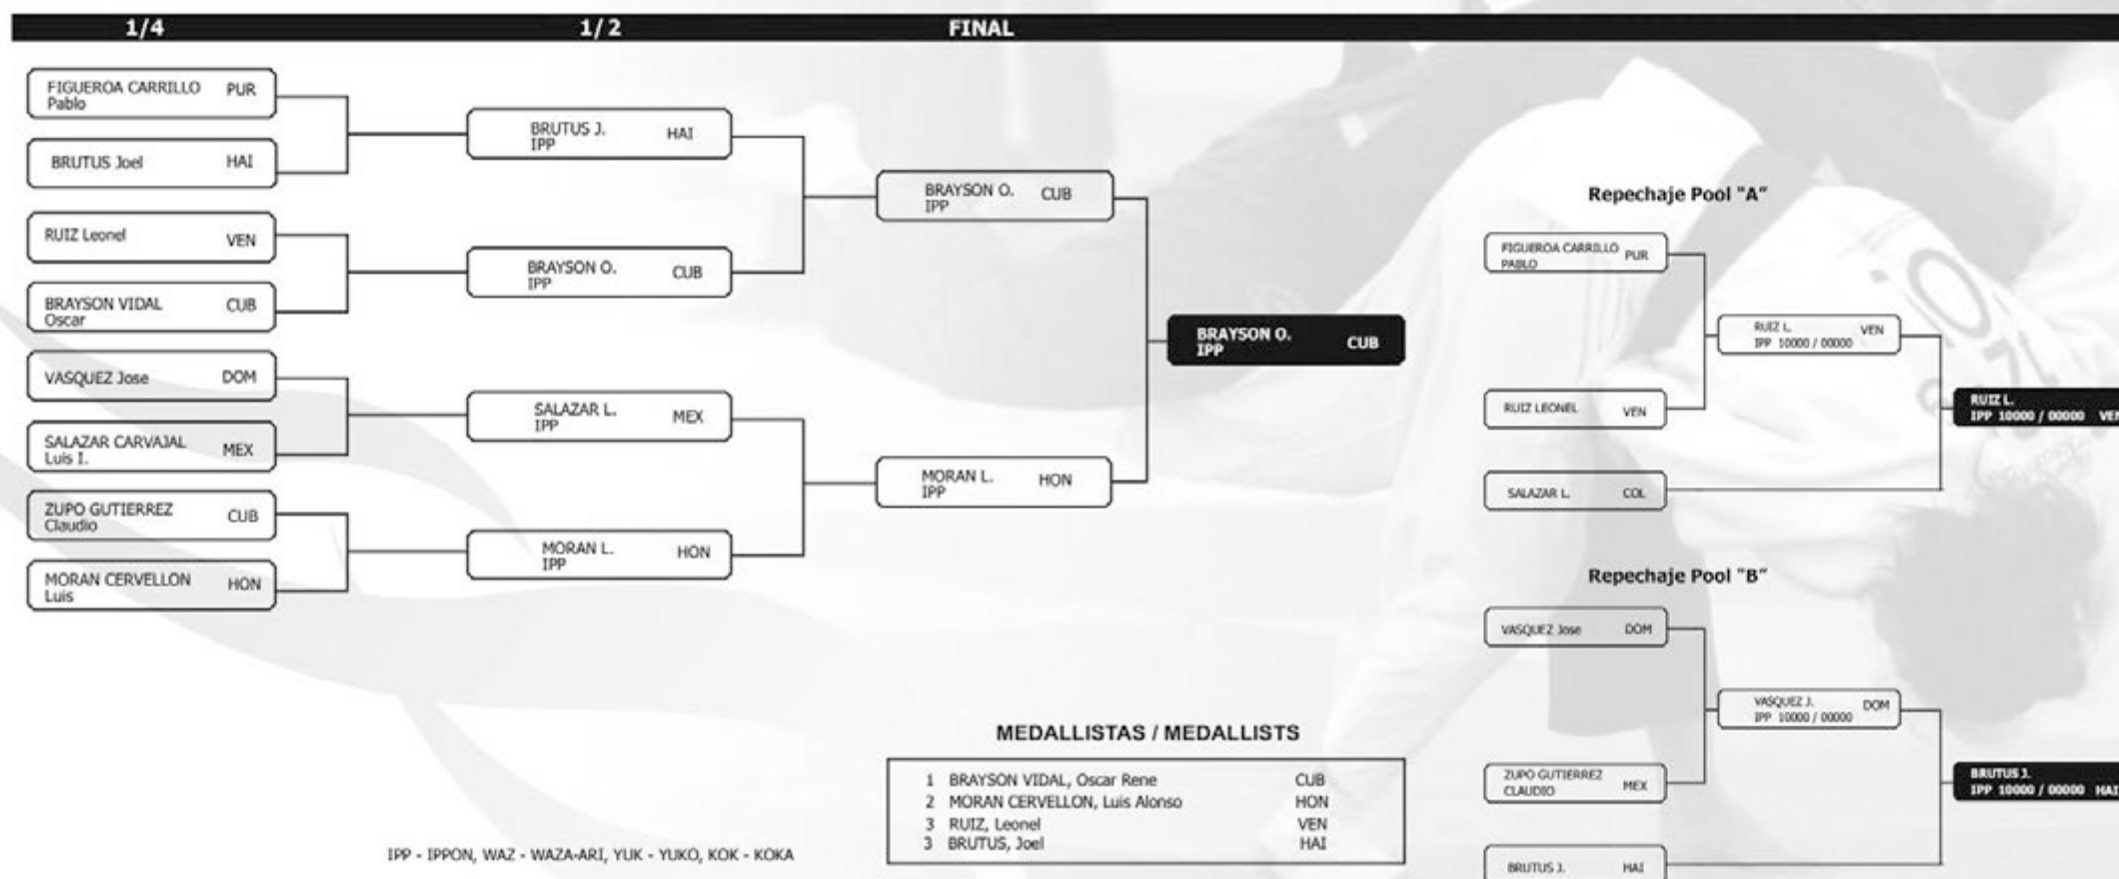 1/4 1/2 FINAL
FIGUEROA CARRILLO PUR
Pablo
BRUTUS Joel HAI
RUIZ Leonel VEN
BRAYSON VIDAL CUB
Oscar
VASQUEZ Jose DOM
SALAZAR CARVAJAL MEX
Luis I.
ZUPO GUTIERREZ CUB
Claudio
MORAN CERVELLON HON
Luis
BRUTUS J. HAI
IPP
BRAYSON O. CUB
IPP
SALAZAR L. MEX
IPP
MORAN L. HON
IPP
BRAYSON O. CUB
IPP
MORAN L. HON
IPP
BRAYSON O. CUB
IPP
Repechaje Pool "A"
FIGUEROA CARRILLO PUR
PABLO
RUIZ LEONEL VEN
SALAZAR L. COL
RUIZ L. VEN
IPP 10000 / 00000
RUIZ L.
IPP 10000 / 00000 VEN
Repechaje Pool "B"
VASQUEZ Jose DOM
ZUPO GUTIERREZ MEX
CLAUDIO
BRUTUS J. HAI
VASQUEZ J. DOM
IPP 10000 / 00000
BRUTUS J.
IPP 10000 / 00000 HAI
MEDALLISTAS / MEDALLISTS
1 BRAYSON VIDAL, Oscar Rene CUB
2 MORAN CERVELLON, Luis Alonso HON
3 RUIZ, Leonel VEN
3 BRUTUS, Joel HAI
IPP - IPPON, WAZ - WAZA-ARI, YUK - YUKO, KOK - KOKA